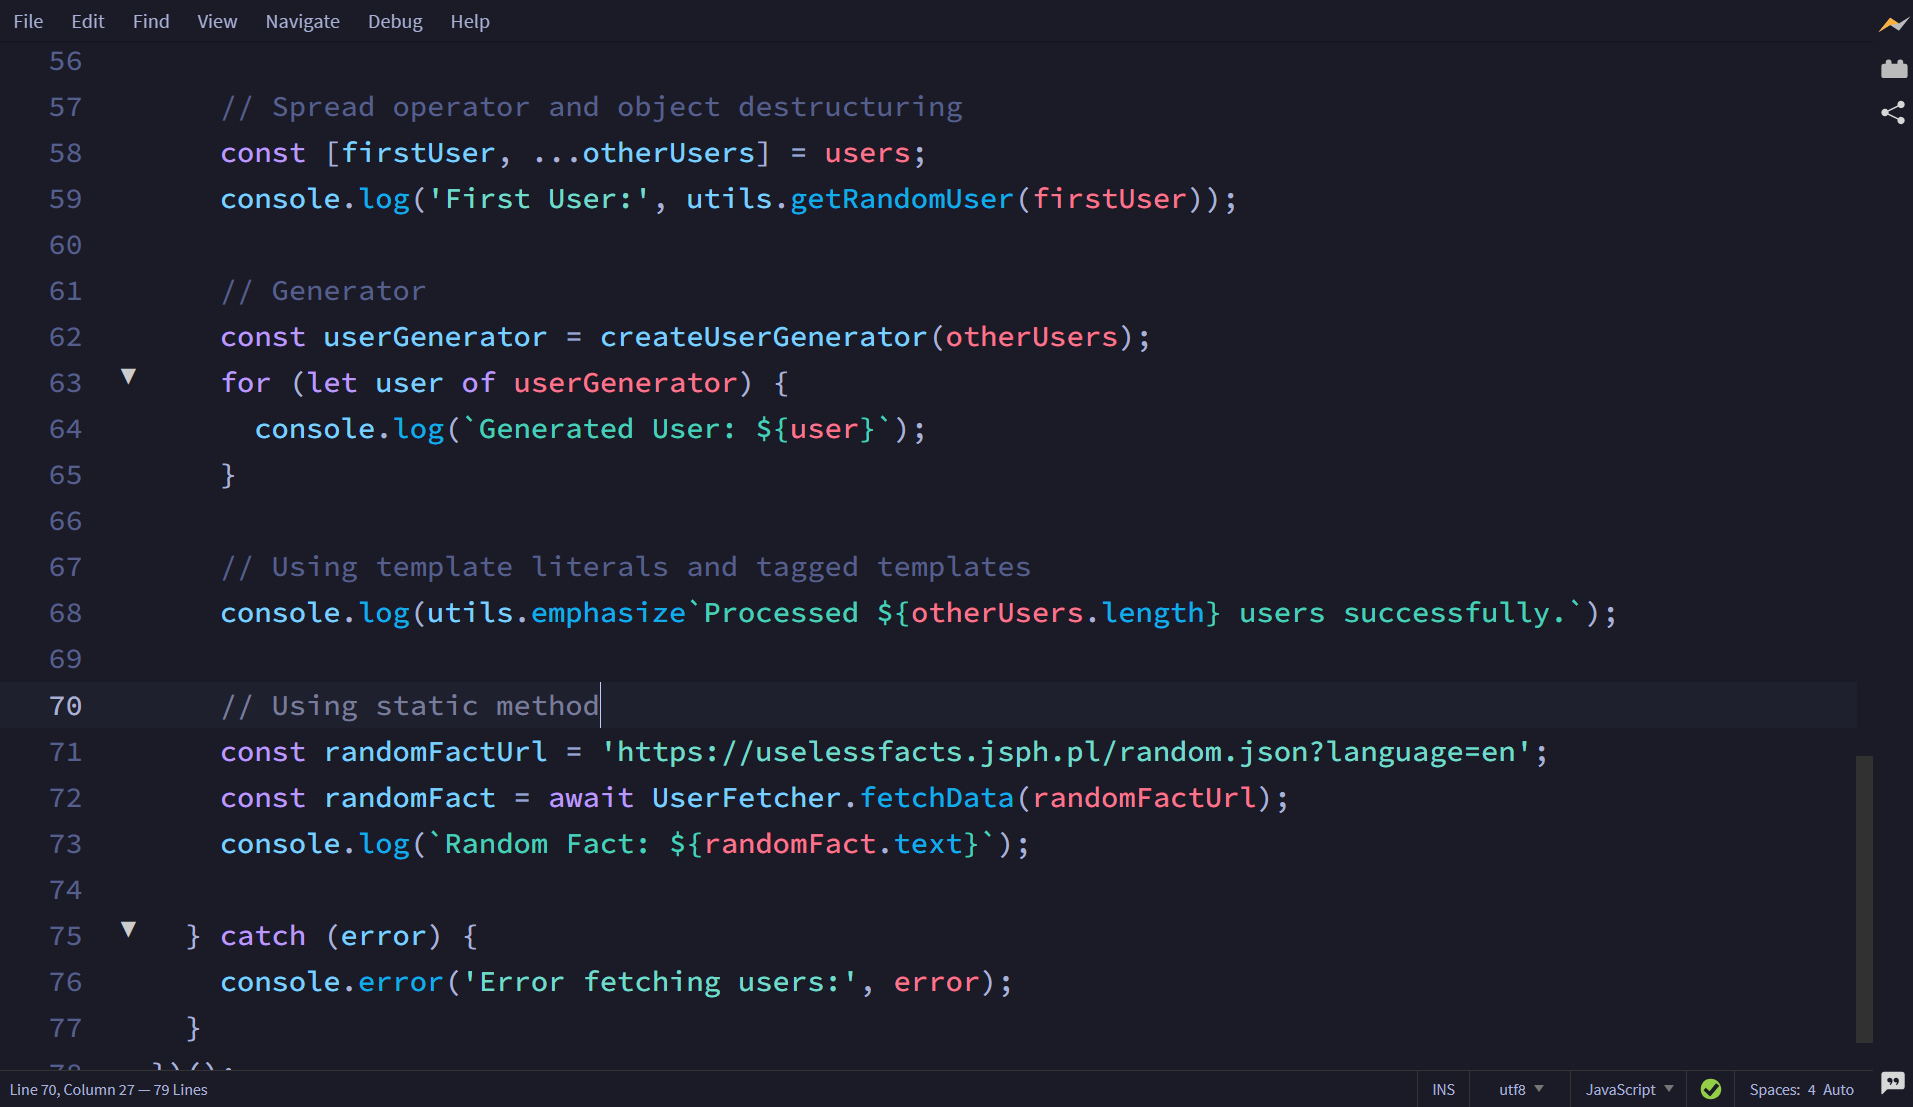 File Edit Find View Navigate Debug Help
56
57 // Spread operator and object destructuring
58 const [firstUser, ...otherUsers] = users;
59 console.log('First User:', utils.getRandomUser(firstUser));
60
61 // Generator
62 const userGenerator = createUserGenerator(otherUsers);
63 for (let user of userGenerator) {
64 console.log(`Generated User: ${user}`);
65 }
66
67 // Using template literals and tagged templates
68 console.log(utils.emphasize`Processed ${otherUsers.length} users successfully.`);
69
70 // Using static method
71 const randomFactUrl = 'https://uselessfacts.jsph.pl/random.json?language=en';
72 const randomFact = await UserFetcher.fetchData(randomFactUrl);
73 console.log(`Random Fact: ${randomFact.text}`);
74
75 } catch (error) {
76 console.error('Error fetching users:', error);
77 }
78 })();
Line 70, Column 27 — 79 Lines INS utf8 JavaScript Spaces: 4 Auto